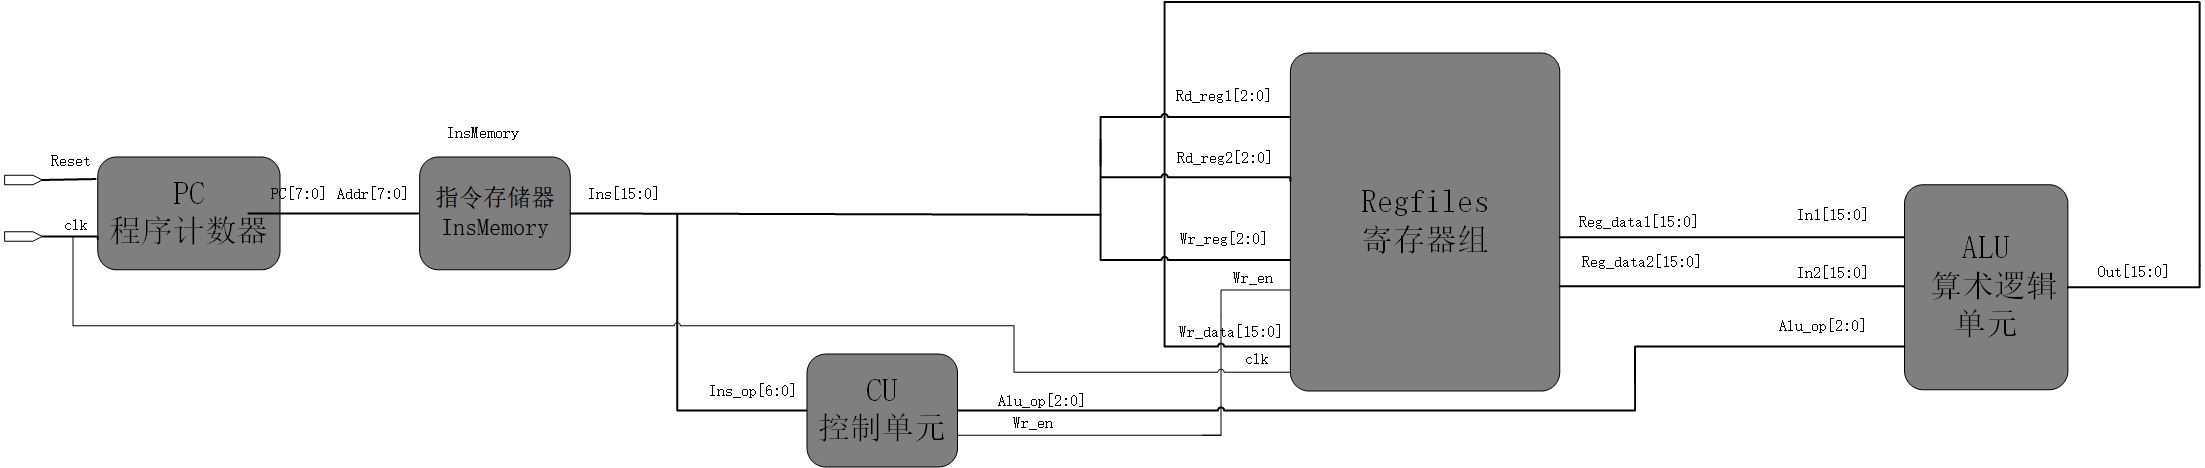 Reset
clk
PC
程序计数器
PC[7:0]
Addr[7:0]
InsMemory
指令存储器
InsMemory
Ins[15:0]
Ins_op[6:0]
CU
控制单元
Alu_op[2:0]
Wr_en
Rd_reg1[2:0]
Rd_reg2[2:0]
Wr_reg[2:0]
Wr_en
Wr_data[15:0]
clk
Regfiles
寄存器组
Reg_data1[15:0]
Reg_data2[15:0]
In1[15:0]
In2[15:0]
Alu_op[2:0]
ALU
算术逻辑
单元
Out[15:0]